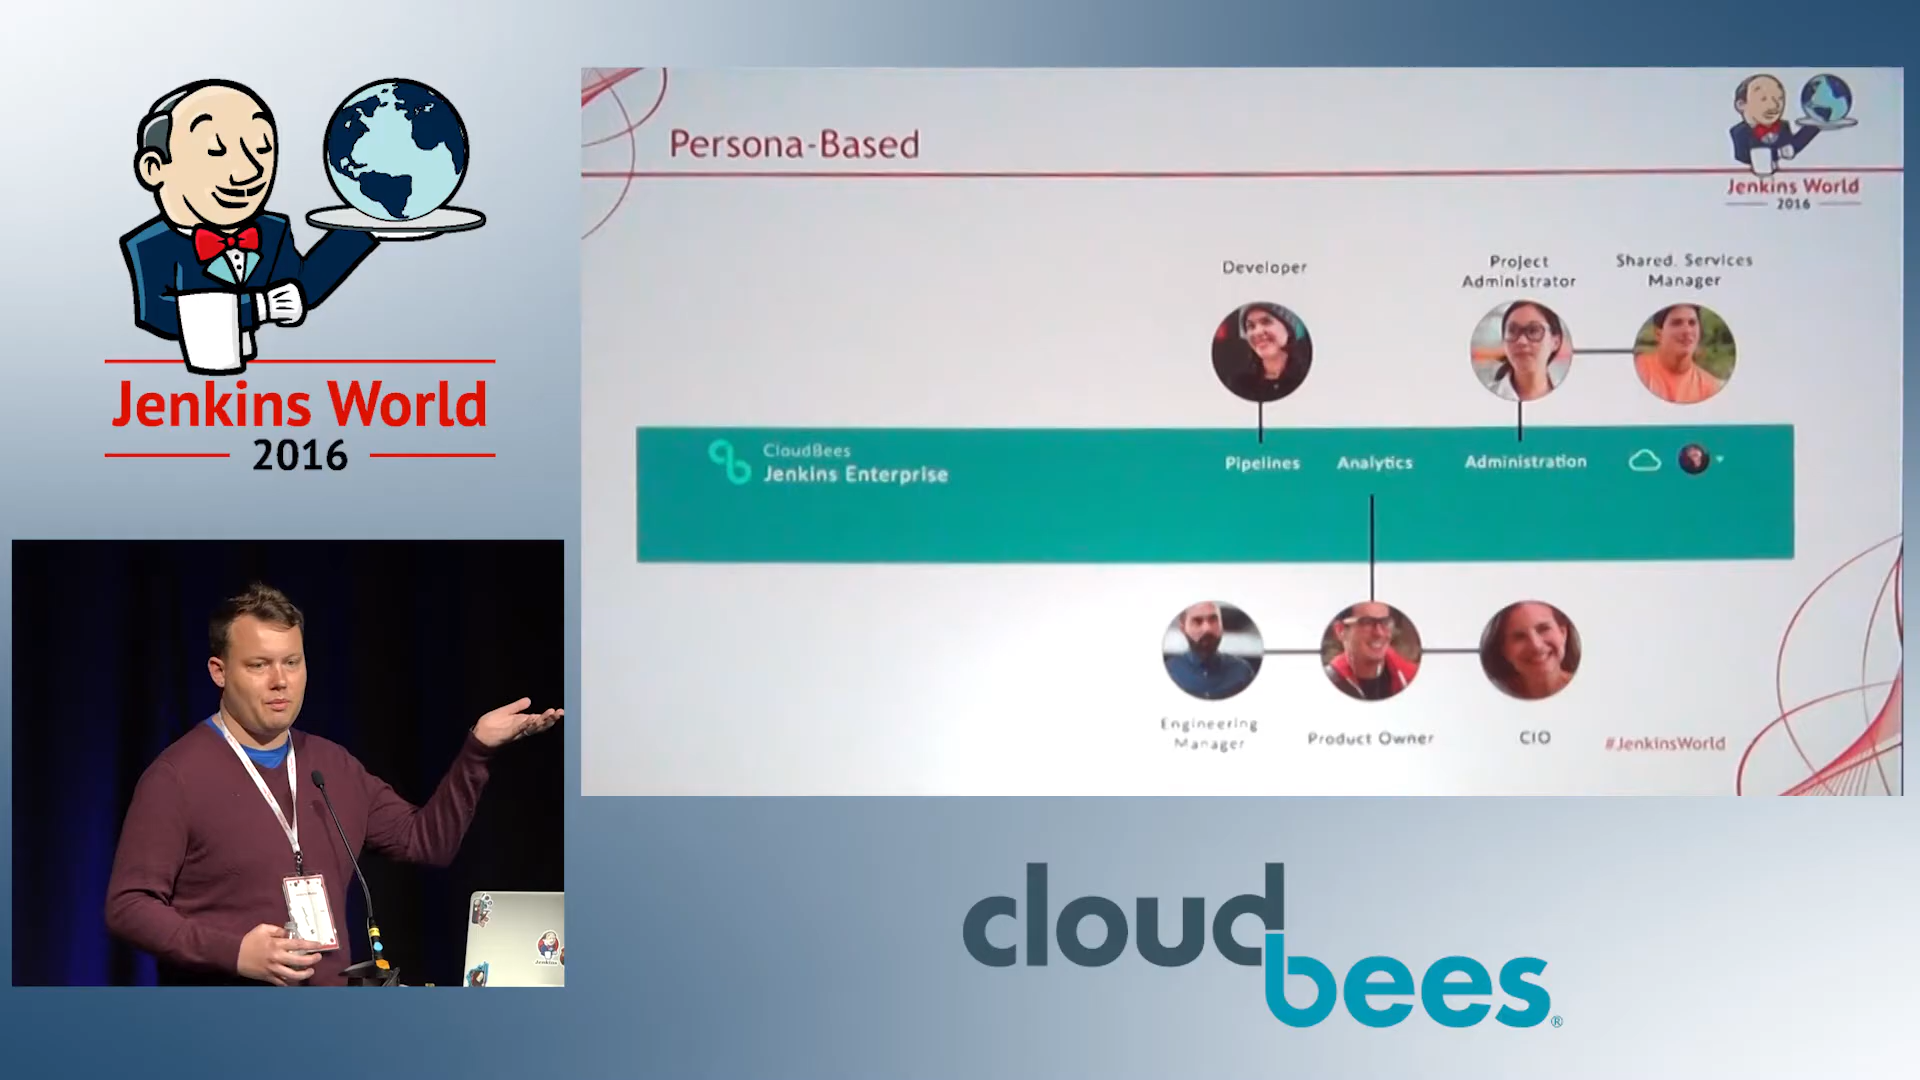 Jenkins World
2016
Persona-Based
Jenkins World
2016
Developer
Project
Administrator
Shared. Services
Manager
CloudBees
Jenkins Enterprise
Pipelines
Analytics
Administration
Engineering
Manager
Product Owner
CIO
#JenkinsWorld
Jenkins
cloud
bees®